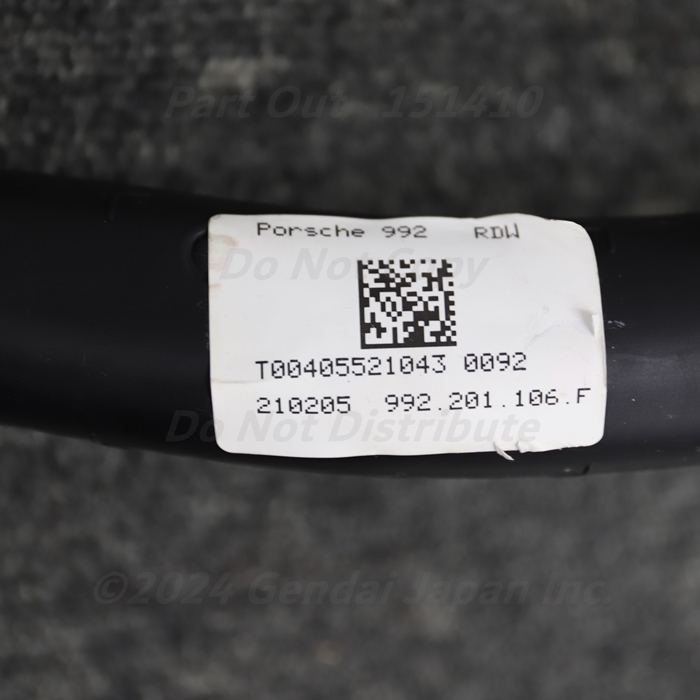 Part Out 151410
Porsche 992 RDW
Do Not Copy
T00405521043 0092
210205 992.201.106.F
Do Not Distribute
©2024 Gendai Japan Inc.